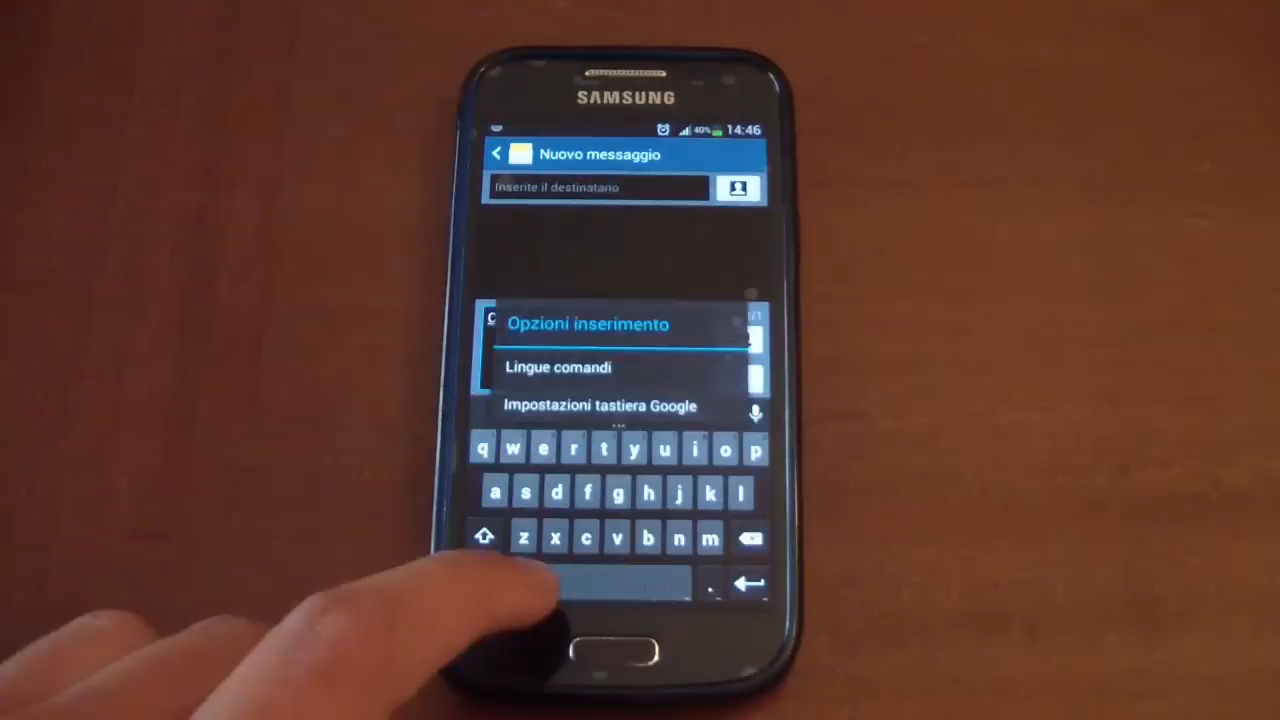 SAMSUNG
40% 14:46
Nuovo messaggio
Inserite il destinatario
Opzioni inserimento
Lingue comandi
Impostazioni tastiera Google
q w e r t y u i o p
a s d f g h j k l
z x c v b n m
.